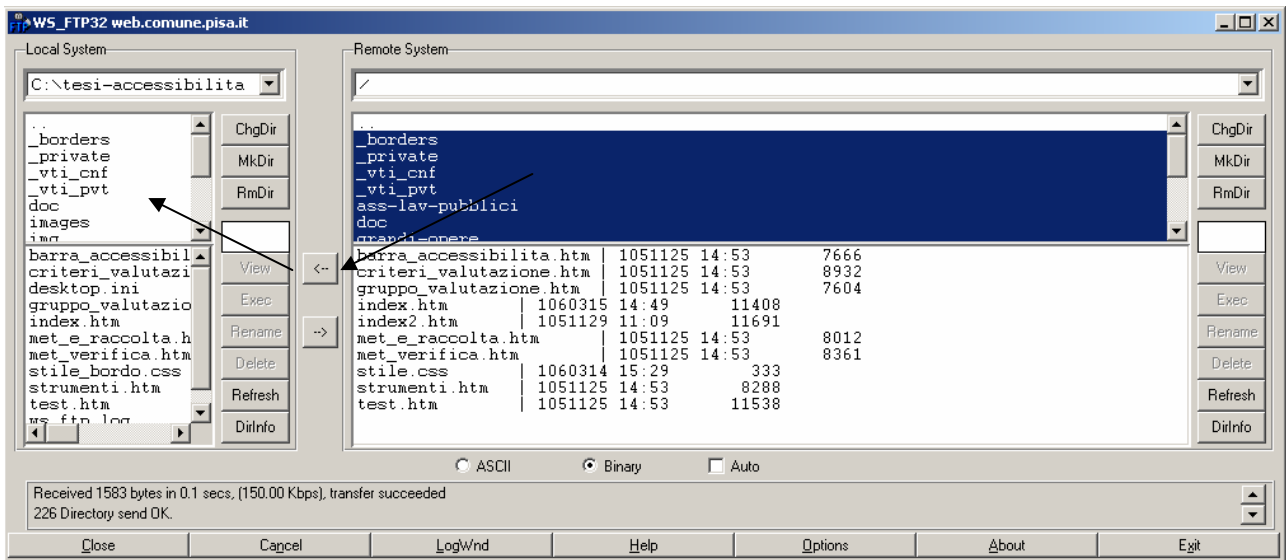 WS_FTP32 web.comune.pisa.it
Local System
C:\tesi-accessibilita
..
_borders
_private
_vti_cnf
_vti_pvt
doc
images
img
ChgDir
MkDir
RmDir
barra_accessibil
criteri_valutazi
desktop.ini
gruppo_valutazio
index.htm
met_e_raccolta.h
met_verifica.htm
stile_bordo.css
strumenti.htm
test.htm
ws_ftp.log
View
Exec
Rename
Delete
Refresh
DirInfo
<--
-->
Remote System
/
..
_borders
_private
_vti_cnf
_vti_pvt
ass-lav-pubblici
doc
grandi-opere
ChgDir
MkDir
RmDir
barra_accessibilita.htm | 1051125 14:53 7666
criteri_valutazione.htm | 1051125 14:53 8932
gruppo_valutazione.htm | 1051125 14:53 7604
index.htm | 1060315 14:49 11408
index2.htm | 1051129 11:09 11691
met_e_raccolta.htm | 1051125 14:53 8012
met_verifica.htm | 1051125 14:53 8361
stile.css | 1060314 15:29 333
strumenti.htm | 1051125 14:53 8288
test.htm | 1051125 14:53 11538
View
Exec
Rename
Delete
Refresh
DirInfo
ASCII Binary Auto
Received 1583 bytes in 0.1 secs, (150.00 Kbps), transfer succeeded
226 Directory send OK.
Close Cancel LogWnd Help Options About Exit